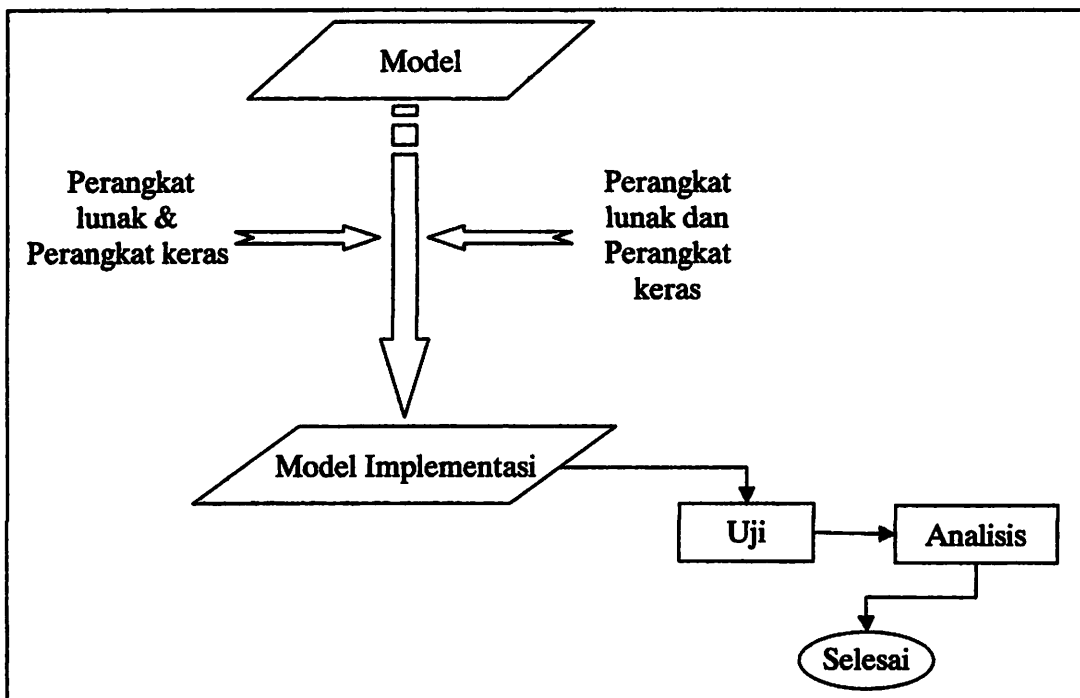 Model
Perangkat
lunak &
Perangkat keras
Perangkat
lunak dan
Perangkat
keras
Model Implementasi
Uji
Analisis
Selesai